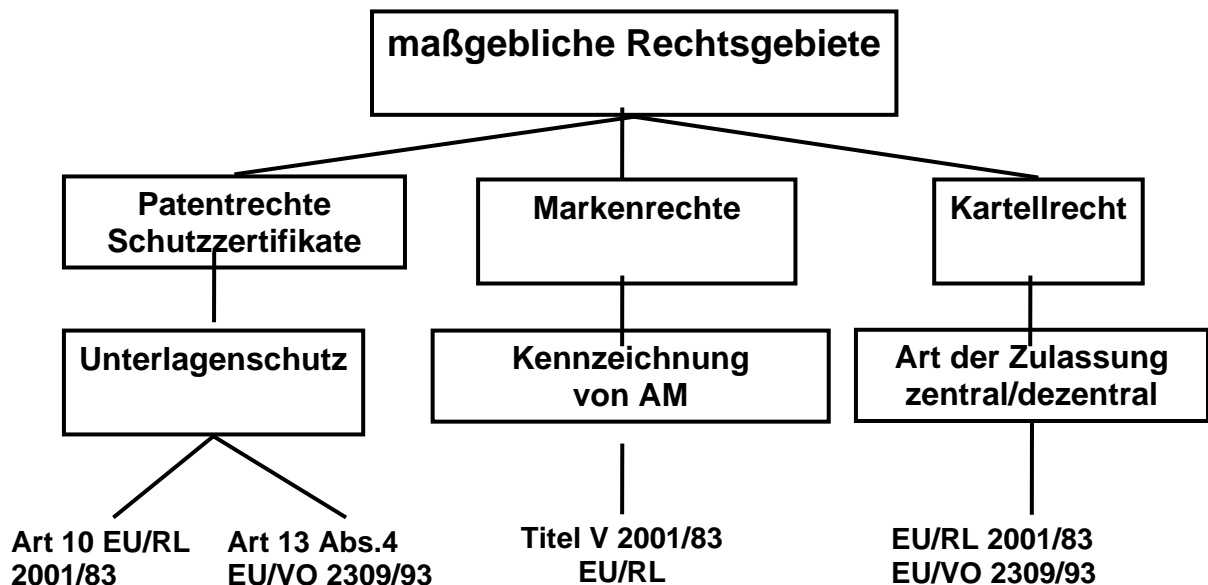 maßgebliche Rechtsgebiete
Patentrechte
Schutzzertifikate
Markenrechte
Kartellrecht
Unterlagenschutz
Kennzeichnung
von AM
Art der Zulassung
zentral/dezentral
Art 10 EU/RL
2001/83
Art 13 Abs.4
EU/VO 2309/93
Titel V 2001/83
EU/RL
EU/RL 2001/83
EU/VO 2309/93